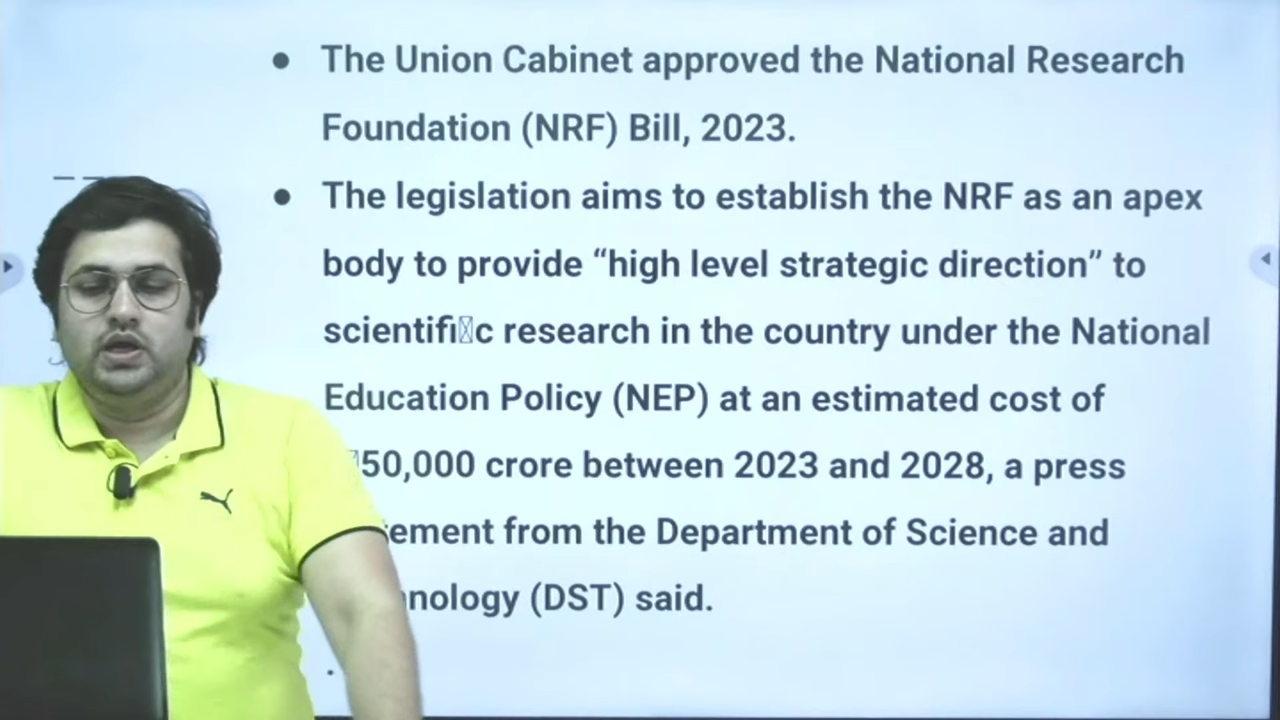 ● The Union Cabinet approved the National Research
Foundation (NRF) Bill, 2023.
● The legislation aims to establish the NRF as an apex
body to provide “high level strategic direction” to
scientifi▯c research in the country under the National
Education Policy (NEP) at an estimated cost of
50,000 crore between 2023 and 2028, a press
from the Department of Science and
(DST) said.